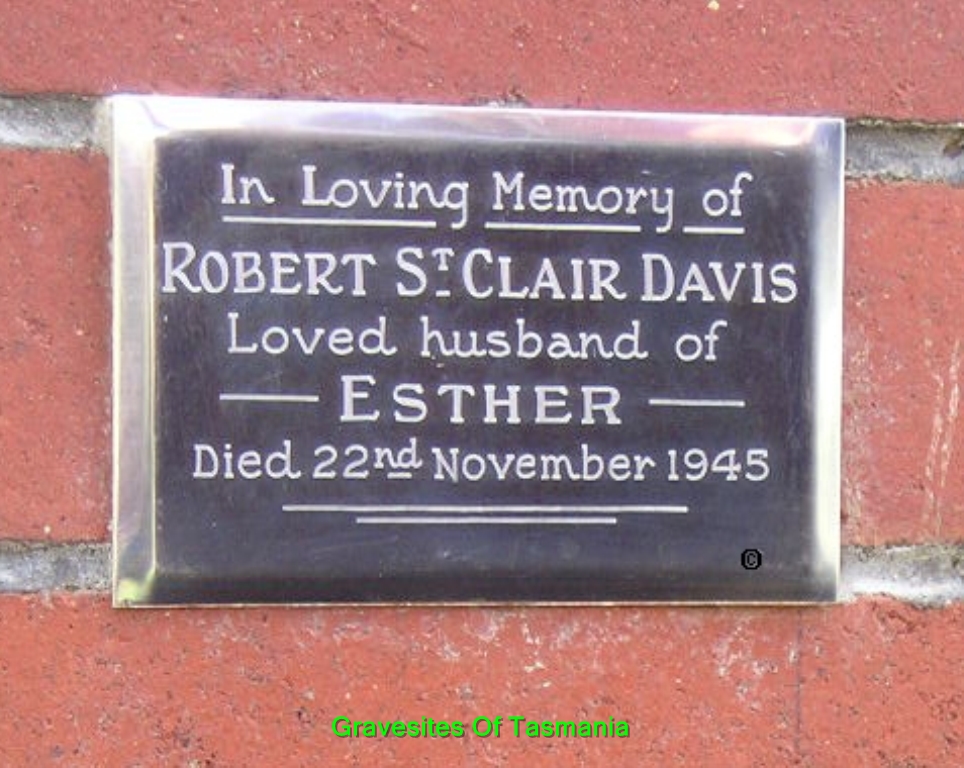 In Loving Memory of
ROBERT ST. CLAIR DAVIS
Loved husband of
ESTHER
Died 22nd November 1945
©
Gravesites Of Tasmania